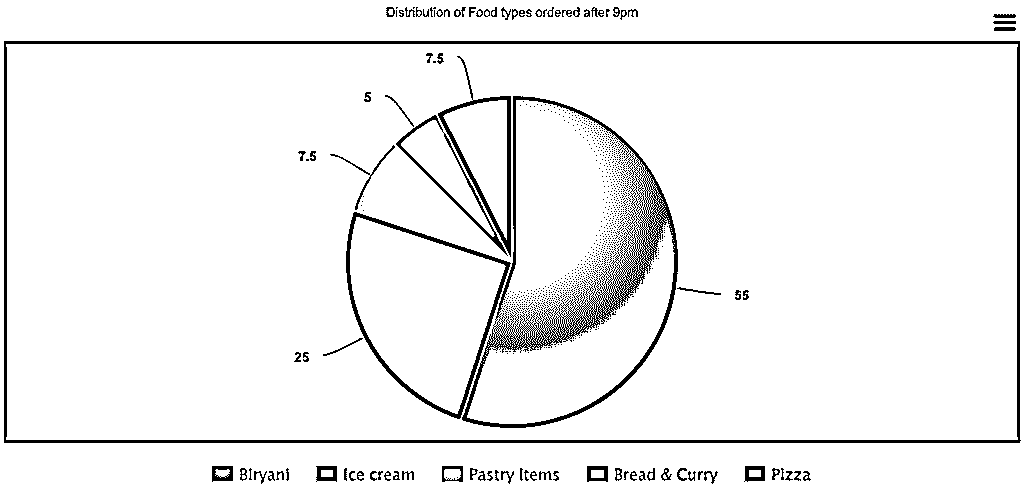 Distribution of Food types ordered after 9pm
7.5
5
7.5
55
25
Biryani Ice cream Pastry Items Bread & Curry Pizza